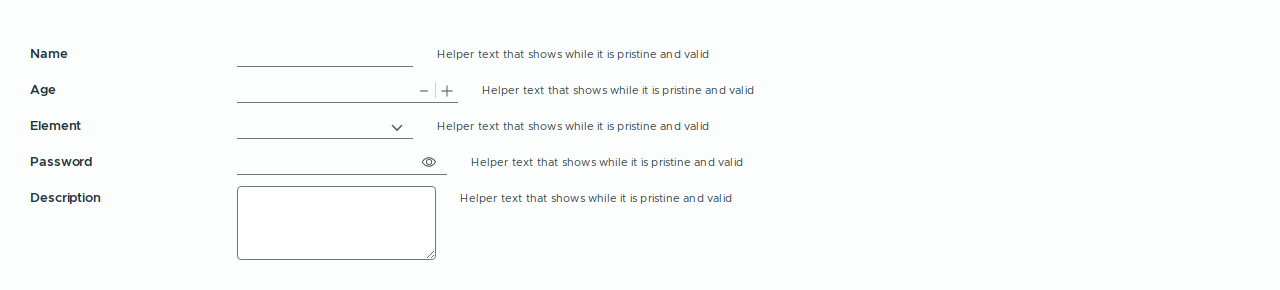 Name Helper text that shows while it is pristine and valid
Age Helper text that shows while it is pristine and valid
Element Helper text that shows while it is pristine and valid
Password Helper text that shows while it is pristine and valid
Description Helper text that shows while it is pristine and valid